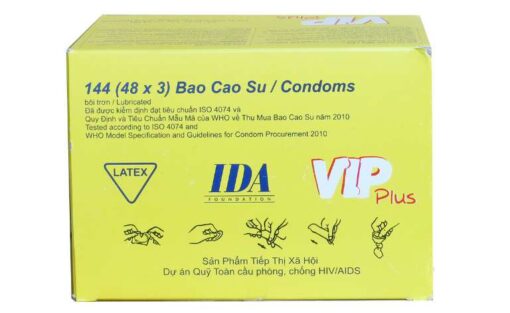 144 (48 x 3) Bao Cao Su / Condoms
bôi trơn / Lubricated
Đã được kiểm định đạt tiêu chuẩn ISO 4074 và
Quy Định và Tiêu Chuẩn Mẫu Mã của WHO về Thụ Mua Bao Cao Su năm 2010
Tested according to ISO 4074 and
WHO Model Specification and Guidelines for Condom Procurement 2010
LATEX
IDA
FOUNDATION
VIP
Plus
Sản Phẩm Tiếp Thị Xã Hội
Dự án Quỹ Toàn cầu phòng, chống HIV/AIDS